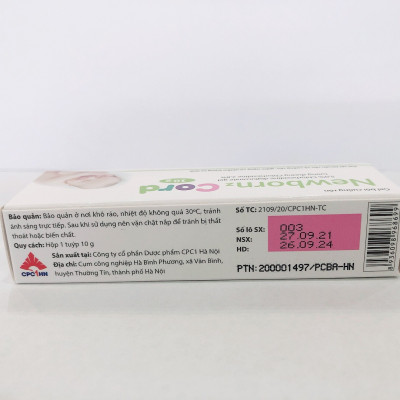 Newborn Cord
10 g
Bảo quản: Bảo quản ở nơi khô ráo, nhiệt độ không quá 30°C, tránh
ánh sáng trực tiếp. Sau khi sử dụng nên vặn chặt nắp để tránh bị thất
thoát hoặc biến chất.
Quy cách: Hộp 1 tuýp 10 g
CPC1HN
Sản xuất tại: Công ty cổ phần Dược phẩm CPC1 Hà Nội
Địa chỉ: Cụm công nghiệp Hà Bình Phương, xã Văn Bình,
huyện Thường Tín, thành phố Hà Nội
Số TC: 2109/20/CPC1HN-TC
Số lô SX: 003
NSX: 27.09.21
HD: 26.09.24
PTN: 200001497/PCBA-HN